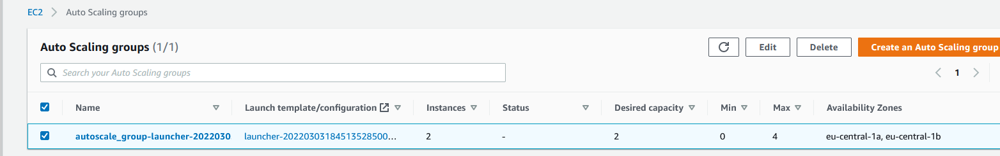 EC2 > Auto Scaling groups
Auto Scaling groups (1/1)
Edit
Delete
Create an Auto Scaling group
Search your Auto Scaling groups
1
Name Launch template/configuration Instances Status Desired capacity Min Max Availability Zones
autoscale_group-launcher-2022030 launcher-20220303184513528500... 2 - 2 0 4 eu-central-1a, eu-central-1b